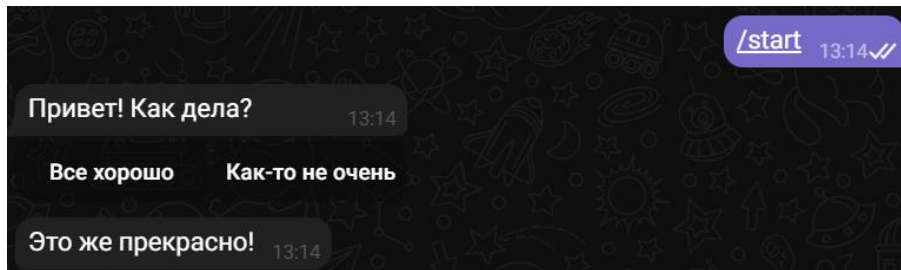 /start 13:14
Привет! Как дела? 13:14
Все хорошо Как-то не очень
Это же прекрасно! 13:14